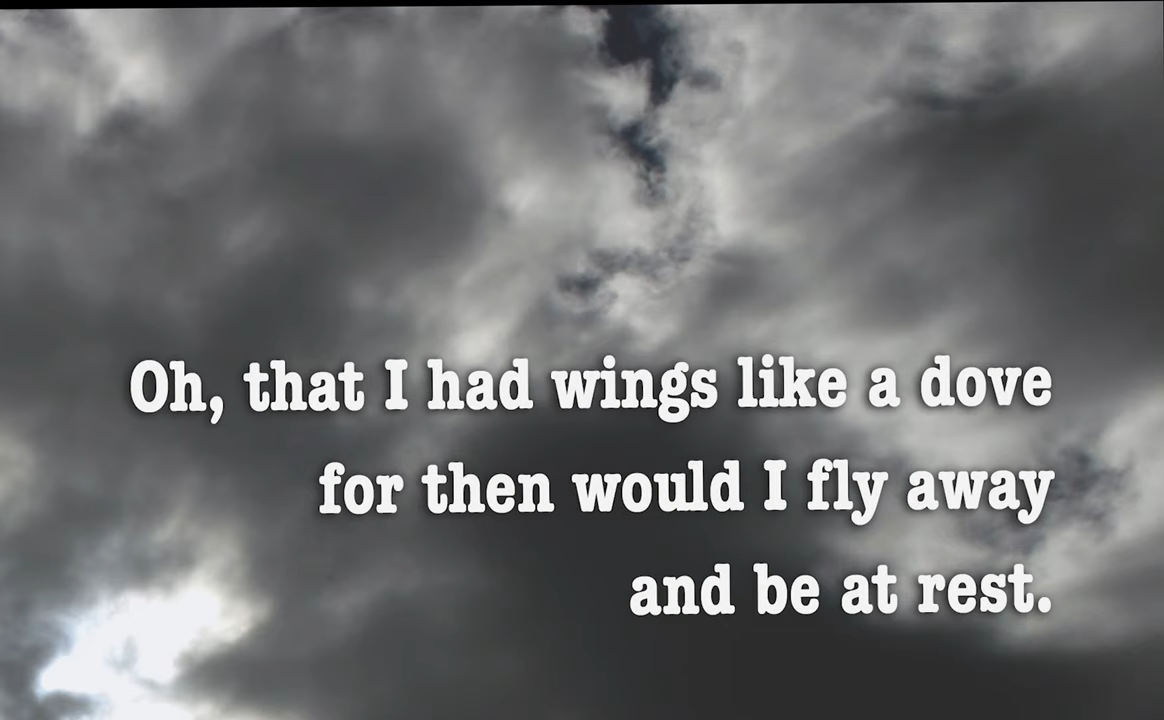 Oh, that I had wings like a dove
for then would I fly away
and be at rest.